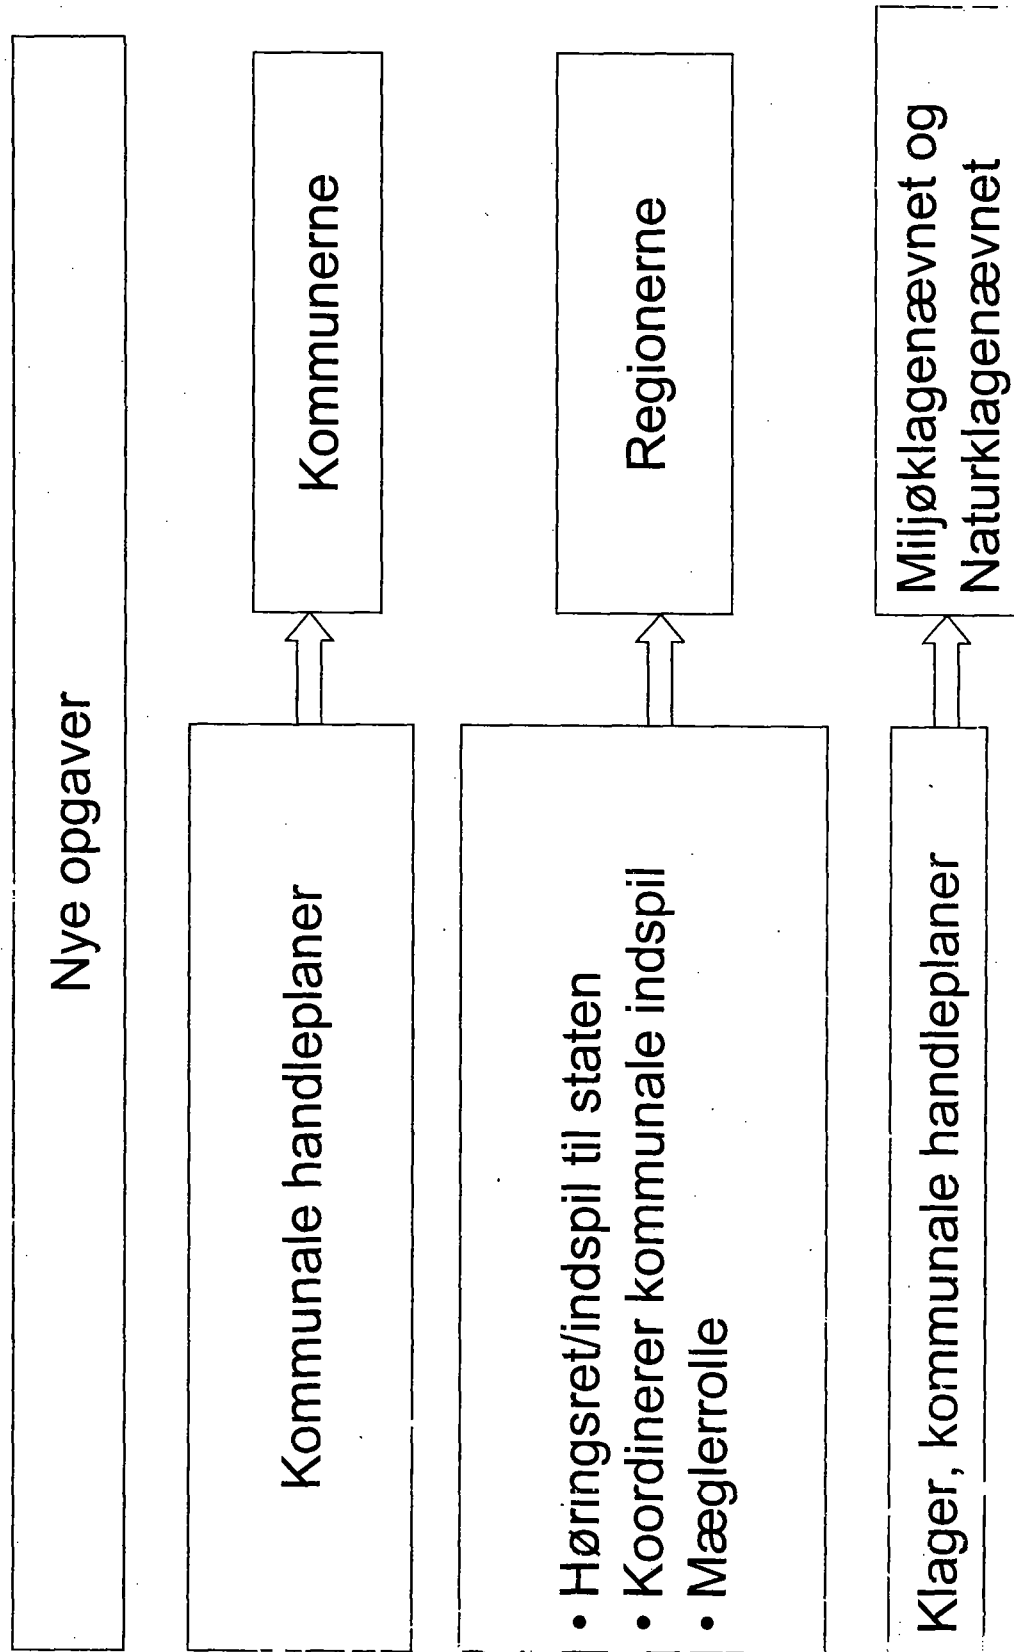 Nye opgaver
Kommunale handleplaner
Kommunerne
• Høringsret/indspil til staten
• Koordinerer kommunale indspil
• Mæglerrolle
Regionerne
Klager, kommunale handleplaner
Miljøklagenævnet og
Naturklagenævnet